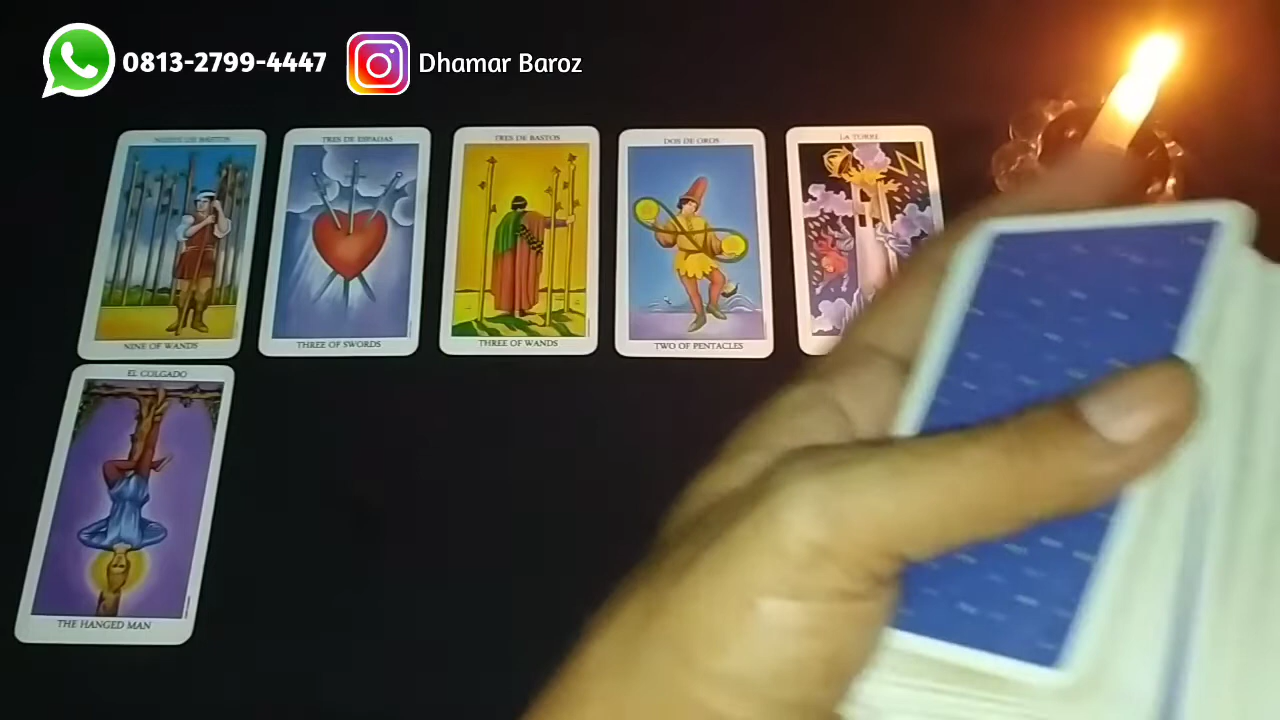 0813-2799-4447 Dhamar Baroz
TRES DE ESPADAS
TRES DE BASTOS
DOS DE OROS
LA TORRE
NINE OF WANDS
THREE OF SWORDS
THREE OF WANDS
TWO OF PENTACLES
EL COLGADO
THE HANGED MAN